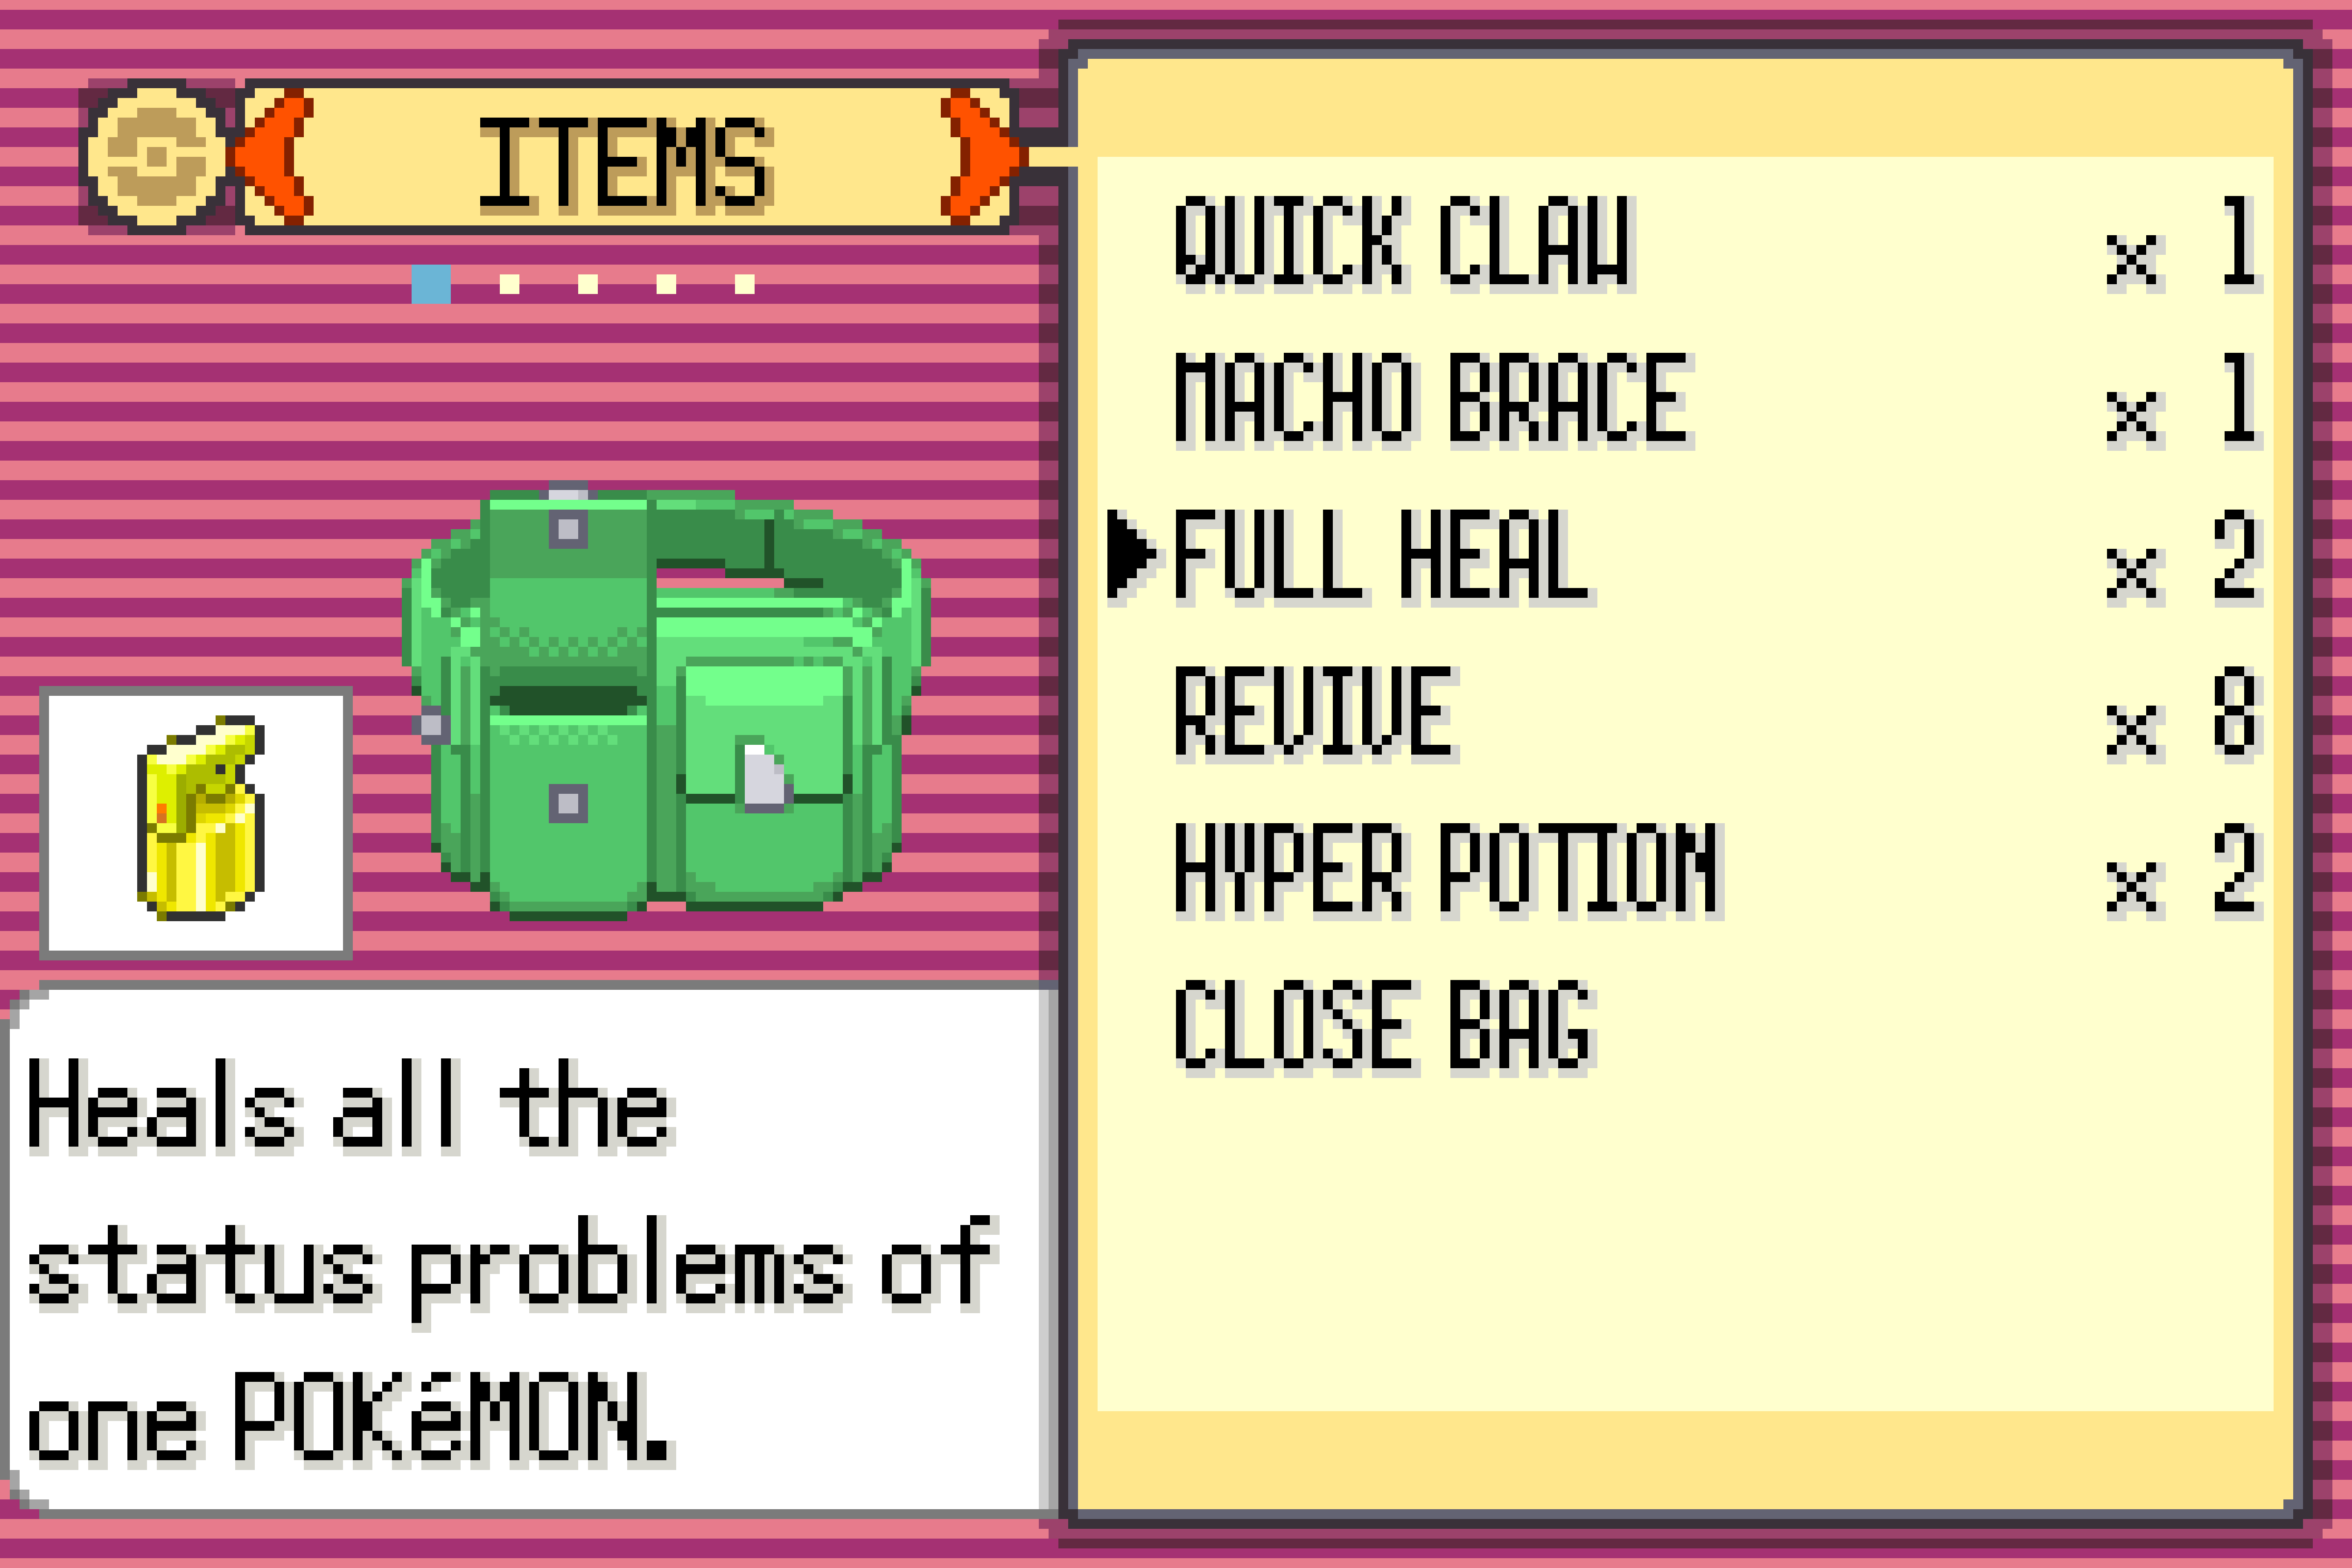 ITEMS
QUICK CLAW × 1
MACHO BRACE × 1
FULL HEAL × 2
REVIVE × 8
HYPER POTION × 2
CLOSE BAG
Heals all the
status problems of
one POKéMON.